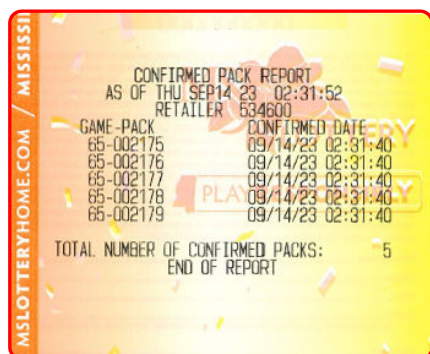 CONFIRMED PACK REPORT
AS OF THU SEP14 23 02:31:52
RETAILER 534600
GAME-PACK CONFIRMED DATE
65-002175 09/14/23 02:31:40
65-002176 09/14/23 02:31:40
65-002177 09/14/23 02:31:40
65-002178 09/14/23 02:31:40
65-002179 09/14/23 02:31:40
TOTAL NUMBER OF CONFIRMED PACKS: 5
END OF REPORT
MSLOTTERYHOME.COM / MISSISSI